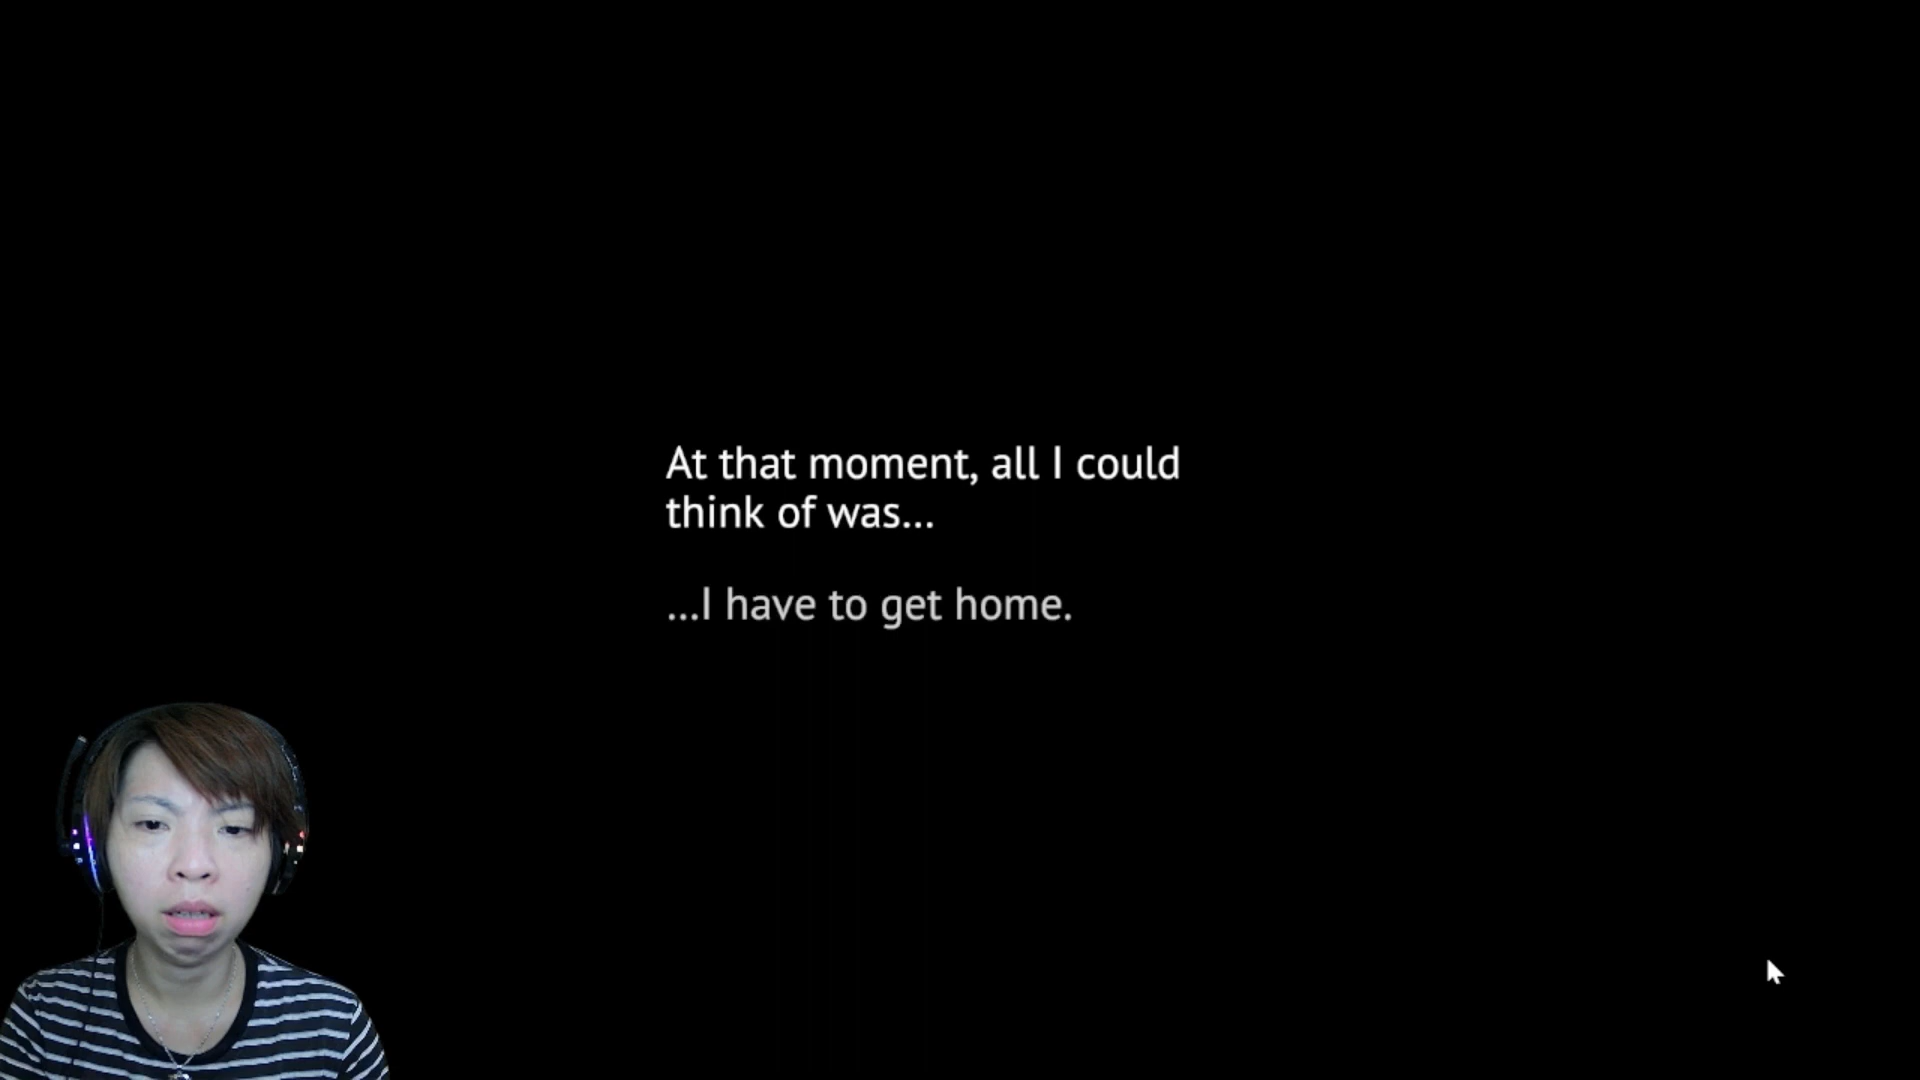 At that moment, all I could
think of was...
...I have to get home.